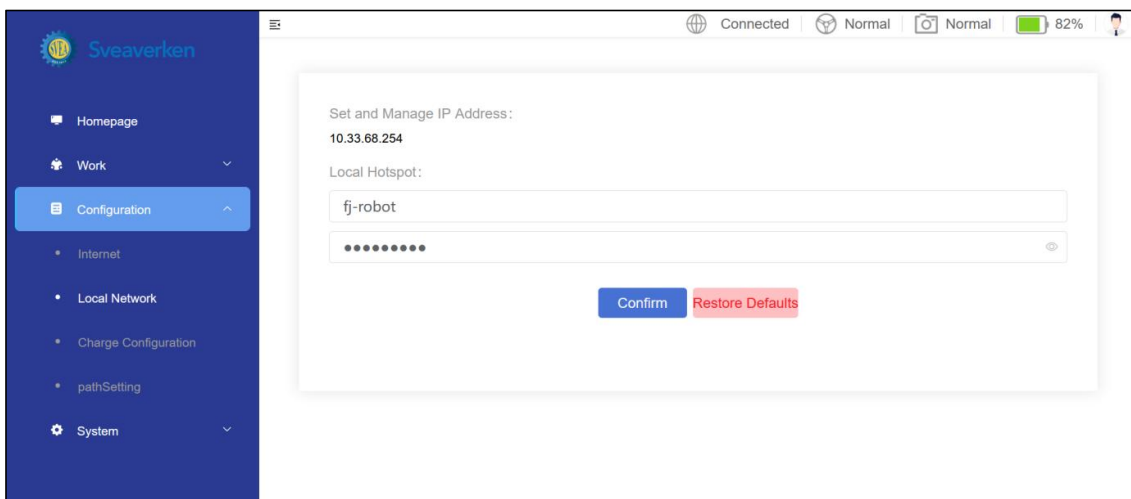 SVEA
Sveaverken
Connected
Normal
Normal
82%
Homepage
Work
Configuration
Internet
Local Network
Charge Configuration
pathSetting
System
Set and Manage IP Address:
10.33.68.254
Local Hotspot:
fj-robot
●●●●●●●●●
Confirm
Restore Defaults